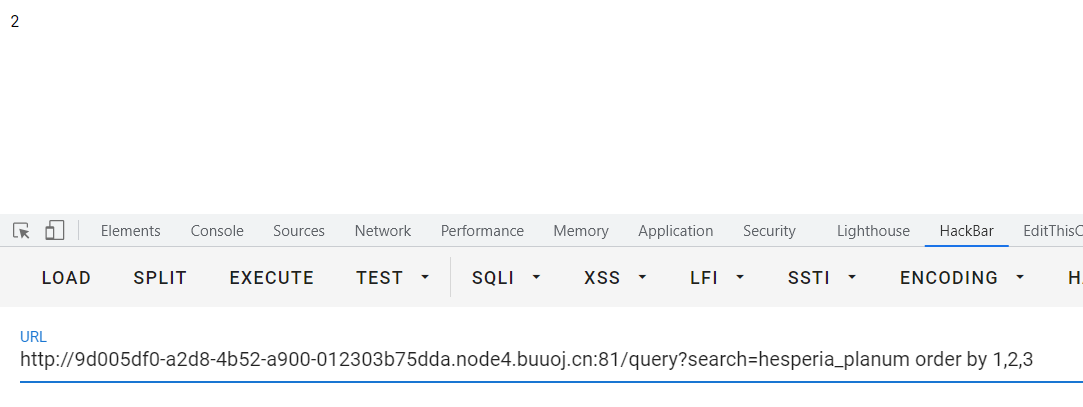 2
Elements Console Sources Network Performance Memory Application Security Lighthouse HackBar EditThisC
LOAD SPLIT EXECUTE TEST SQLI XSS LFI SSTI ENCODING HA
URL
http://9d005df0-a2d8-4b52-a900-012303b75dda.node4.buuoj.cn:81/query?search=hesperia_planum order by 1,2,3